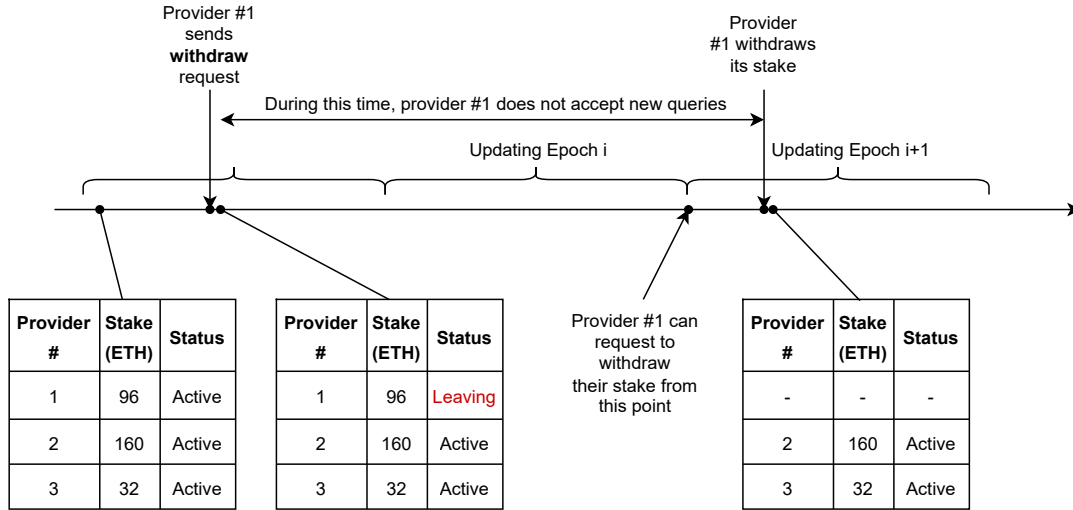 Provider #1
sends
withdraw
request
Provider
#1 withdraws
its stake
During this time, provider #1 does not accept new queries
Updating Epoch i
Updating Epoch i+1
Provider
#
Stake
(ETH)
Status
1 96 Active
2 160 Active
3 32 Active
Provider
#
Stake
(ETH)
Status
1 96 Leaving
2 160 Active
3 32 Active
Provider #1 can
request to
withdraw
their stake from
this point
Provider
#
Stake
(ETH)
Status
- - -
2 160 Active
3 32 Active